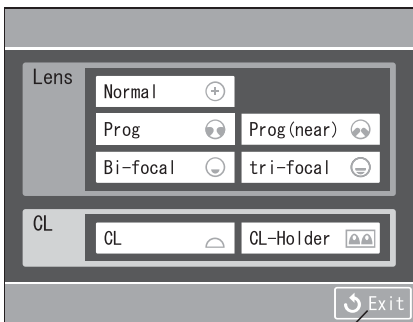 Lens
Normal
Prog Prog(near)
Bi-focal tri-focal
CL
CL CL-Holder
Exit